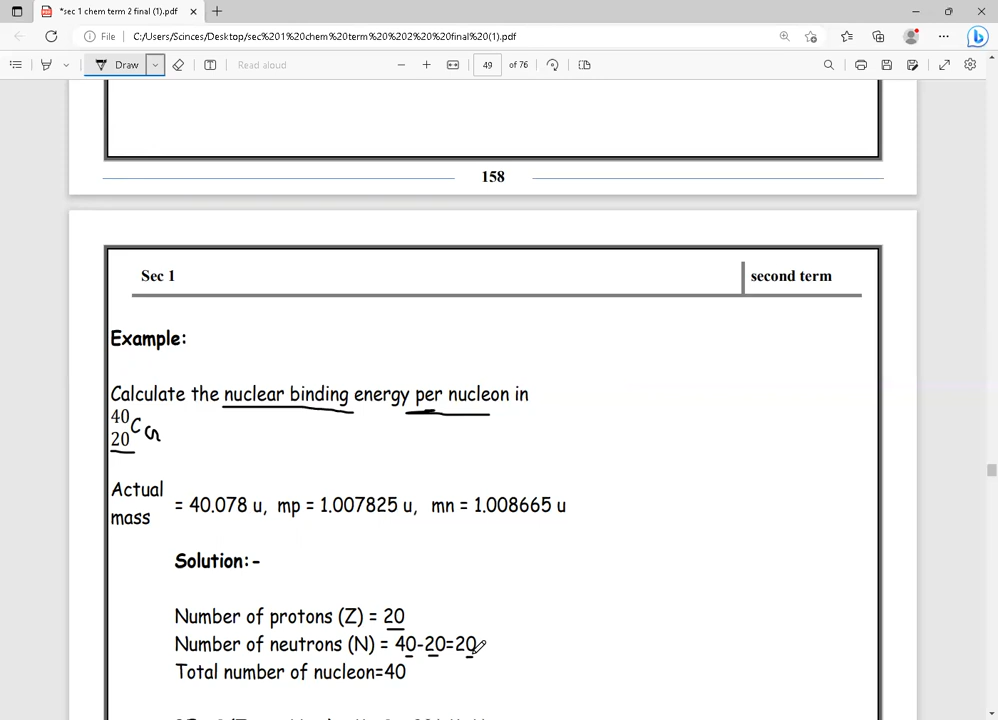 *sec 1 chem term 2 final (1).pdf
File
C:/Users/Scinces/Desktop/sec%201%20chem%20term%20%202%20%20final%20(1).pdf
Draw
Read aloud
49 of 76
158
Sec 1
second term
Example:
Calculate the nuclear binding energy per nucleon in
40
20 C a
Actual mass = 40.078 u, mp = 1.007825 u, mn = 1.008665 u
Solution:-
Number of protons (Z) = 20
Number of neutrons (N) = 40-20=20
Total number of nucleon=40